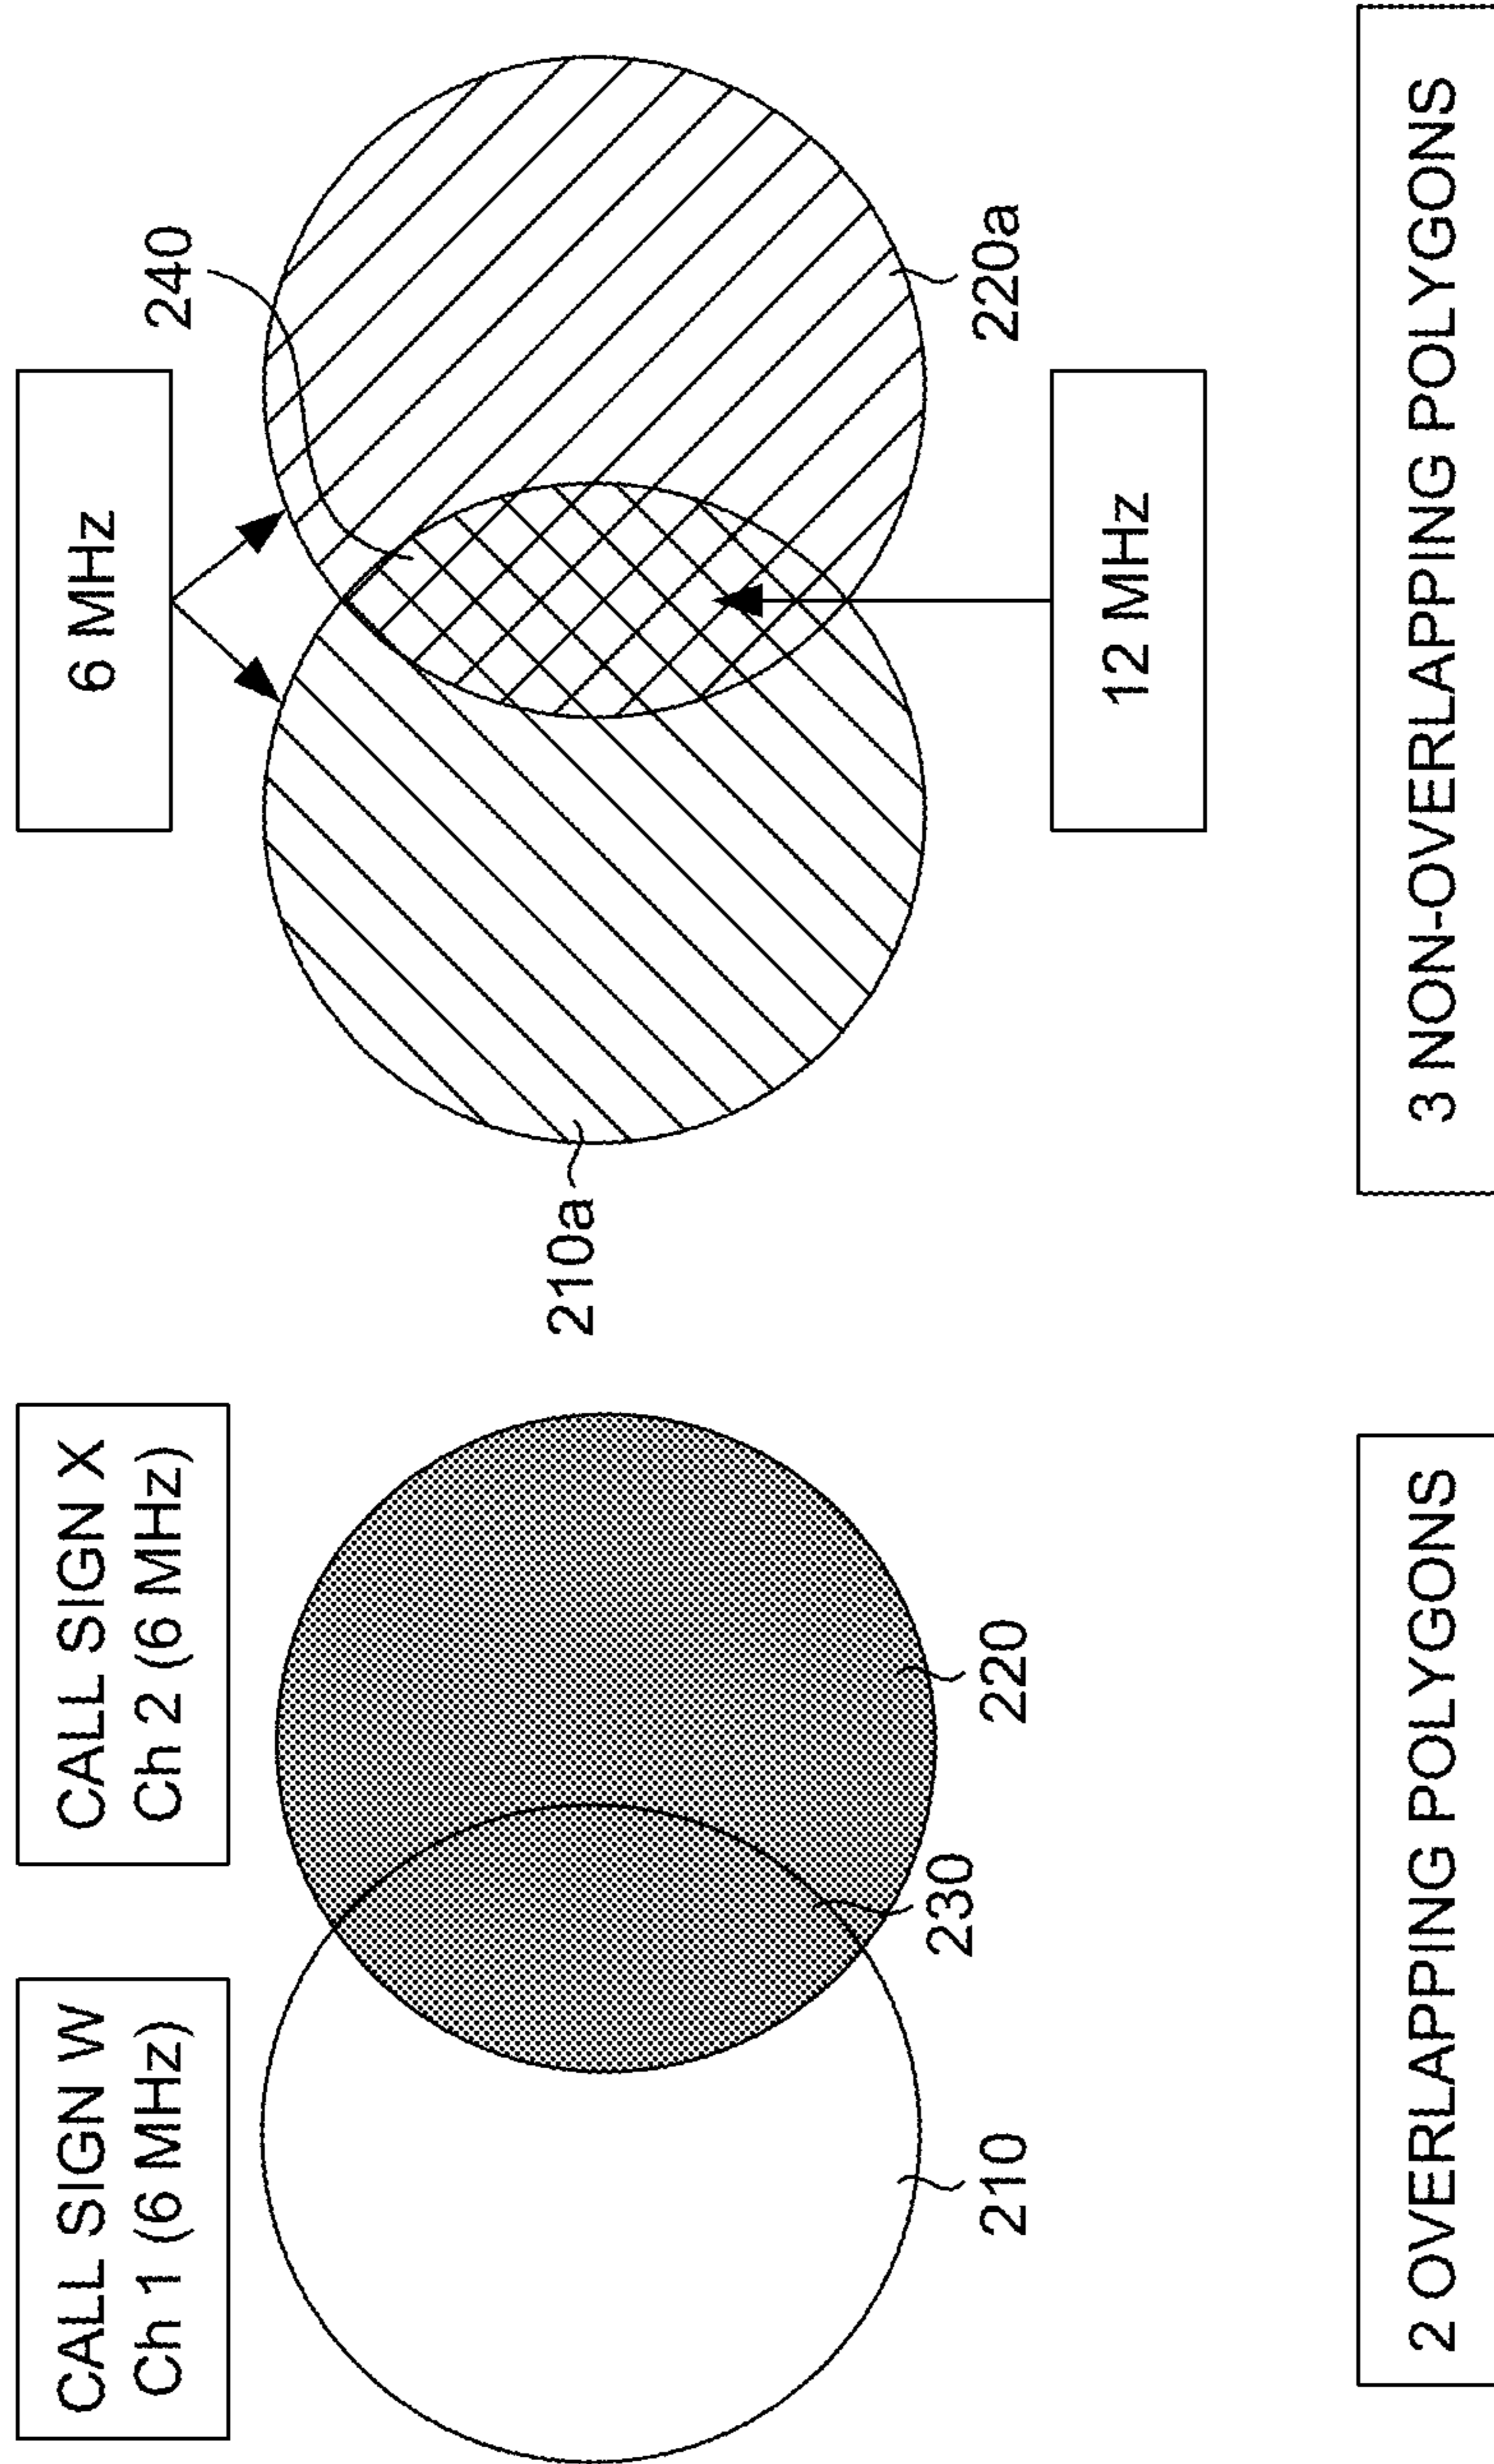 CALL SIGN W
Ch 1 (6 MHz)
CALL SIGN X
Ch 2 (6 MHz)
210
230
220
2 OVERLAPPING POLYGONS
6 MHz
240
210a
220a
12 MHz
3 NON-OVERLAPPING POLYGONS